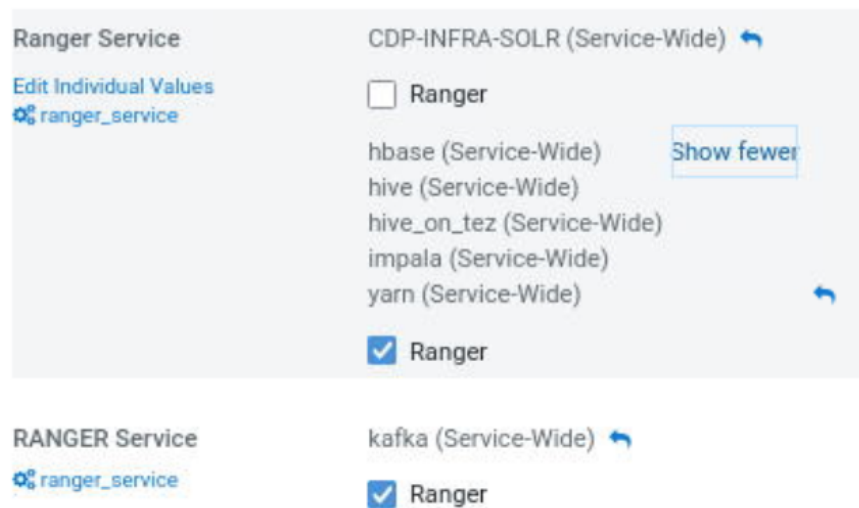 Ranger Service
CDP-INFRA-SOLR (Service-Wide)
Edit Individual Values
ranger_service
Ranger
hbase (Service-Wide)
Show fewer
hive (Service-Wide)
hive_on_tez (Service-Wide)
impala (Service-Wide)
yarn (Service-Wide)
Ranger
RANGER Service
kafka (Service-Wide)
ranger_service
Ranger